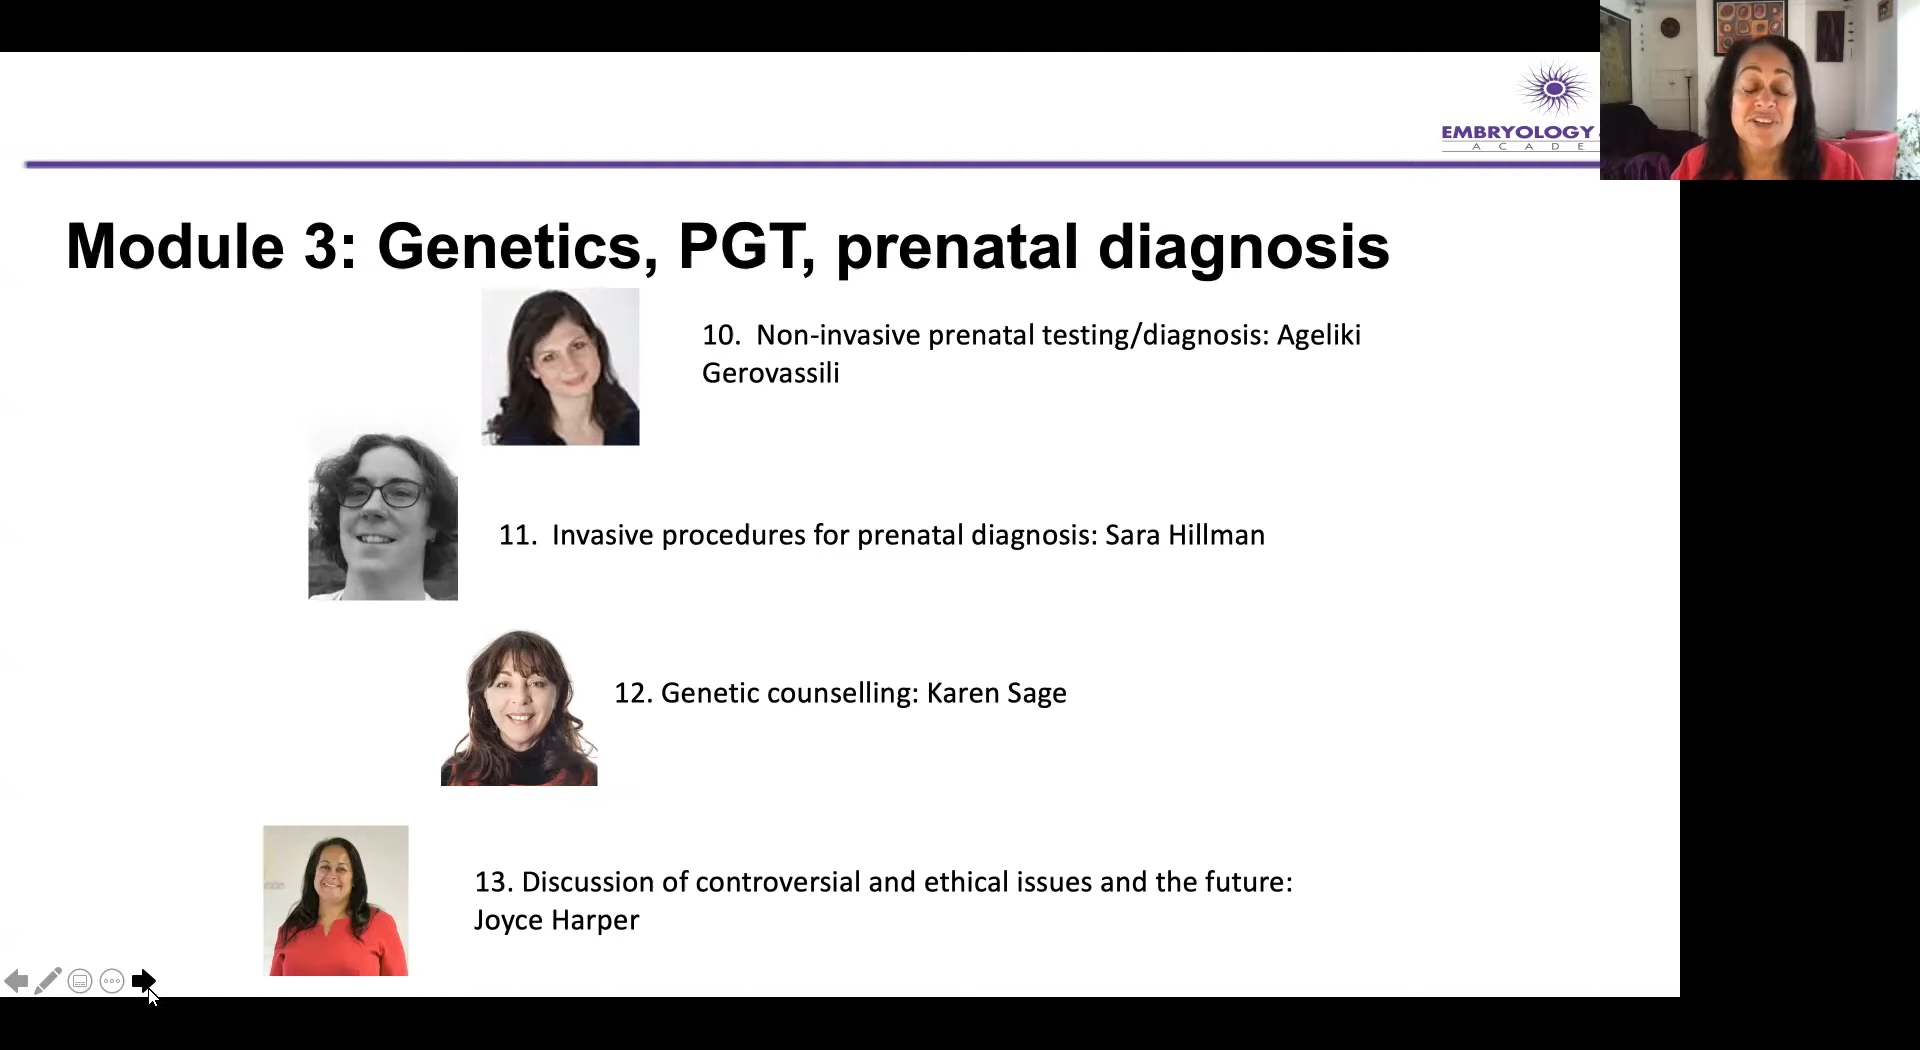 EMBRYOLOGY
A C A D E
Module 3: Genetics, PGT, prenatal diagnosis
10. Non-invasive prenatal testing/diagnosis: Ageliki
Gerovassili
11. Invasive procedures for prenatal diagnosis: Sara Hillman
12. Genetic counselling: Karen Sage
13. Discussion of controversial and ethical issues and the future:
Joyce Harper